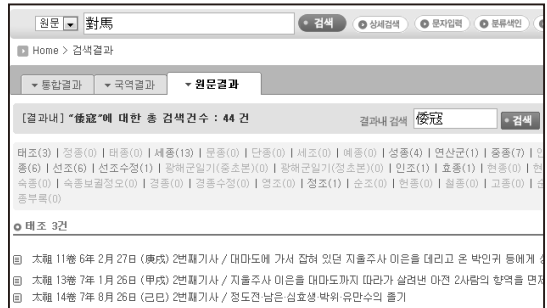 원문 對馬 검색 상세검색 문자입력 분류색인
Home > 검색결과
통합결과 국역결과 원문결과
[결과내] "倭寇"에 대한 총 검색건수 : 44 건 결과내 검색 倭寇 검색
태조(3) | 정종(0) | 태종(0) | 세종(13) | 문종(0) | 단종(0) | 세조(0) | 예종(0) | 성종(4) | 연산군(1) | 중종(7) |
종(6) | 선조(6) | 선조수정(1) | 광해군일기(중초본)(0) | 광해군일기(정초본)(0) | 인조(1) | 효종(1) | 현종(0) |
숙종(0) | 숙종보궐정오(0) | 경종(0) | 경종수정(0) | 영조(0) | 정조(1) | 순조(0) | 헌종(0) | 철종(0) | 고종(0) |
종부록(0)
태조 3건
太祖 11卷 6年 2月 27日 (庚戌) 2번째기사 / 대마도에 가서 잡혀 있던 지울주사 이은을 데리고 온 박인귀 등에게
太祖 13卷 7年 1月 26日 (甲戌) 2번째기사 / 지울주사 이은을 대마도까지 따라가 살려낸 아전 2사람의 향역을 면
太祖 14卷 7年 8月 26日 (己巳) 2번째기사 / 정도전·남은·심효생·박위·유만수의 졸기